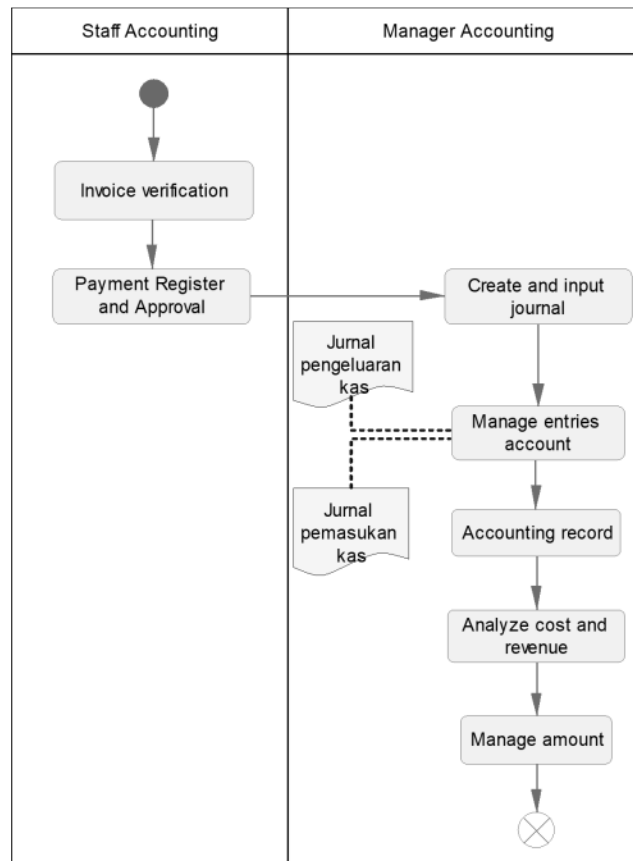 Staff Accounting
Manager Accounting
Invoice verification
Payment Register
and Approval
Create and input
journal
Jurnal
pengeluaran
kas
Manage entries
account
Jurnal
pemasukan
kas
Accounting record
Analyze cost and
revenue
Manage amount